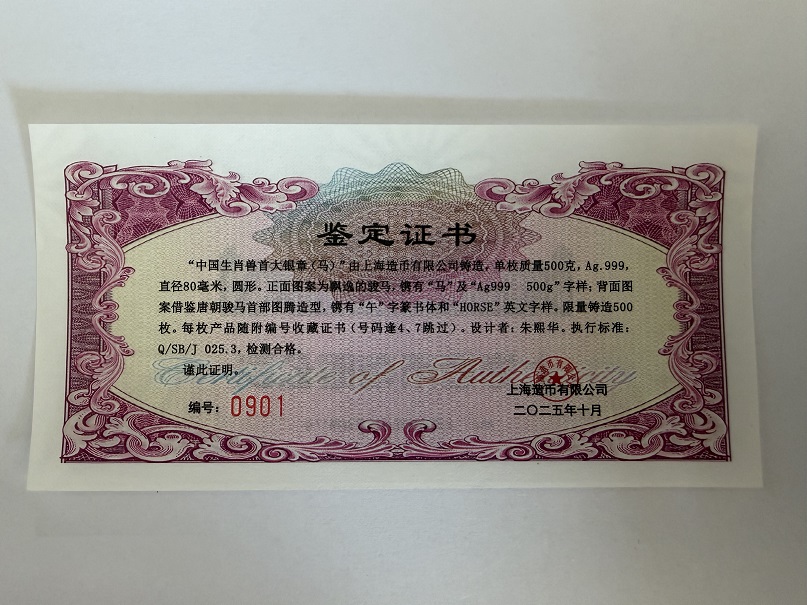 鉴定证书
“中国生肖兽首大银章（马）”由上海造币有限公司铸造，单枚质量500克，Ag.999，
直径80毫米，圆形。正面图案为飘逸的骏马，镌有“马”及“Ag999 500g”字样；背面图
案借鉴唐朝骏马首部图腾造型，镌有“午”字篆书体和“HORSE”英文字样。限量铸造500
枚。每枚产品随附编号收藏证书（号码逢4、7跳过）。设计者：朱熙华。执行标准：
Q/SB/J 025.3，检测合格。
谨此证明。
Certificate of Authenticity
上海造币有限公司
编号：0901
二〇二五年十月